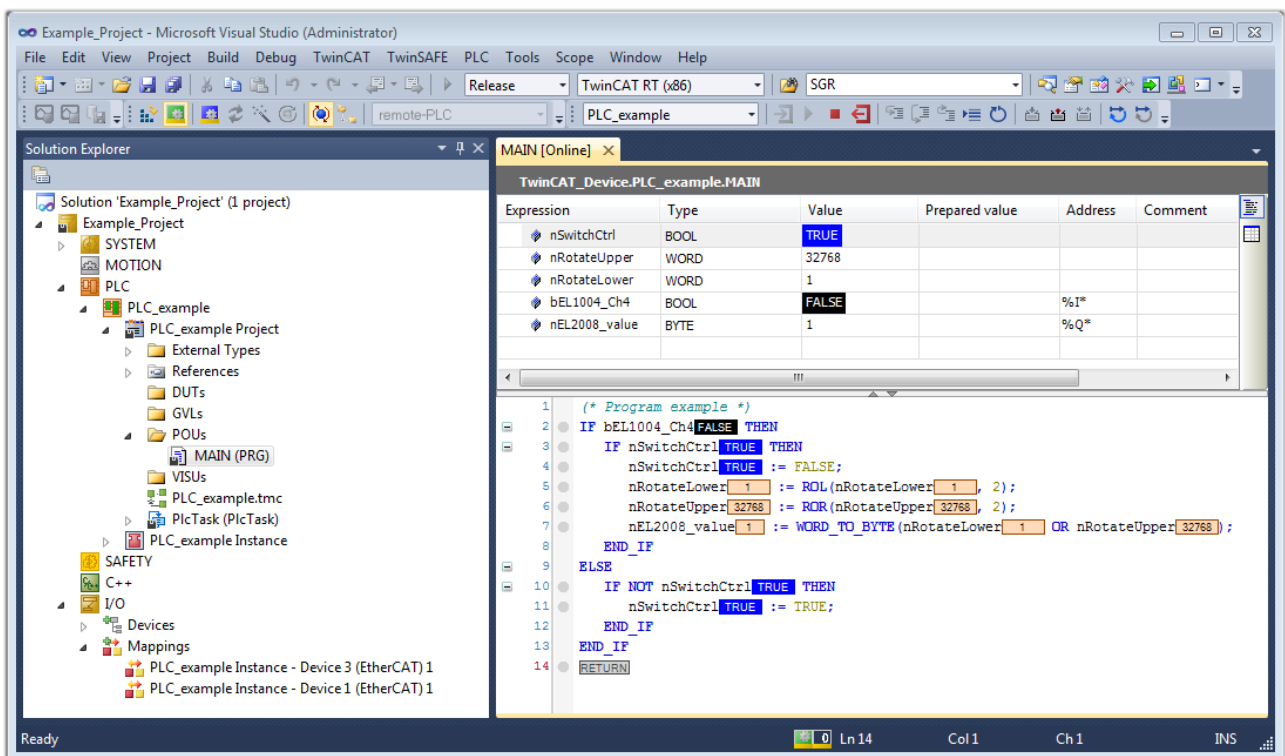 Example_Project - Microsoft Visual Studio (Administrator)
File Edit View Project Build Debug TwinCAT TwinSAFE PLC Tools Scope Window Help
Release TwinCAT RT (x86) SGR
remote-PLC PLC_example
Solution Explorer
Solution 'Example_Project' (1 project)
Example_Project
SYSTEM
MOTION
PLC
PLC_example
PLC_example Project
External Types
References
DUTs
GVLs
POUs
MAIN (PRG)
VISUs
PLC_example.tmc
PlcTask (PlcTask)
PLC_example Instance
SAFETY
C++
I/O
Devices
Mappings
PLC_example Instance - Device 3 (EtherCAT) 1
PLC_example Instance - Device 1 (EtherCAT) 1
MAIN [Online]
TwinCAT_Device.PLC_example.MAIN
Expression Type Value Prepared value Address Comment
nSwitchCtrl BOOL TRUE
nRotateUpper WORD 32768
nRotateLower WORD 1
bEL1004_Ch4 BOOL FALSE %I*
nEL2008_value BYTE 1 %Q*
1 (* Program example *)
2 IF bEL1004_Ch4 FALSE THEN
3 IF nSwitchCtrl TRUE THEN
4 nSwitchCtrl TRUE := FALSE;
5 nRotateLower 1 := ROL(nRotateLower 1 , 2);
6 nRotateUpper 32768 := ROR(nRotateUpper 32768 , 2);
7 nEL2008_value 1 := WORD_TO_BYTE(nRotateLower 1 OR nRotateUpper 32768 );
8 END_IF
9 ELSE
10 IF NOT nSwitchCtrl TRUE THEN
11 nSwitchCtrl TRUE := TRUE;
12 END_IF
13 END_IF
14 RETURN
Ready 0 Ln 14 Col 1 Ch 1 INS